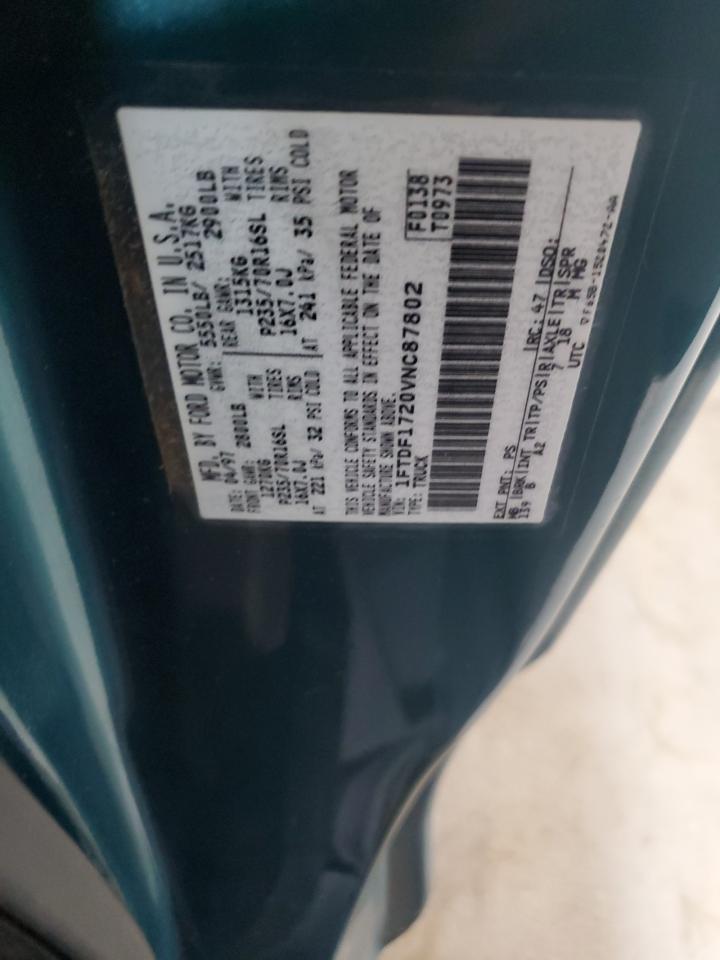 MFD. BY FORD MOTOR CO. IN U.S.A.
DATE: 04/97 GVWR: 5550LB/ 2517KG
FRONT GAWR: 2800LB REAR GAWR: 2900LB
1270KG WITH 1315KG WITH
P235/70R16SL TIRES P235/70R16SL TIRES
16X7.0J RIMS 16X7.0J RIMS
AT 221 kPa/ 32 PSI COLD AT 241 kPa/ 35 PSI COLD
THIS VEHICLE CONFORMS TO ALL APPLICABLE FEDERAL MOTOR
VEHICLE SAFETY STANDARDS IN EFFECT ON THE DATE OF
MANUFACTURE SHOWN ABOVE.
VIN: 1FTDF1720VNC87802 F0138
TYPE: TRUCK T0973
EXT PNT: PS RC: 47 DSO:
WB BRK INT TR TP/PS R AXLE TR SPR
139 B A2 7 18 M MG
UTC